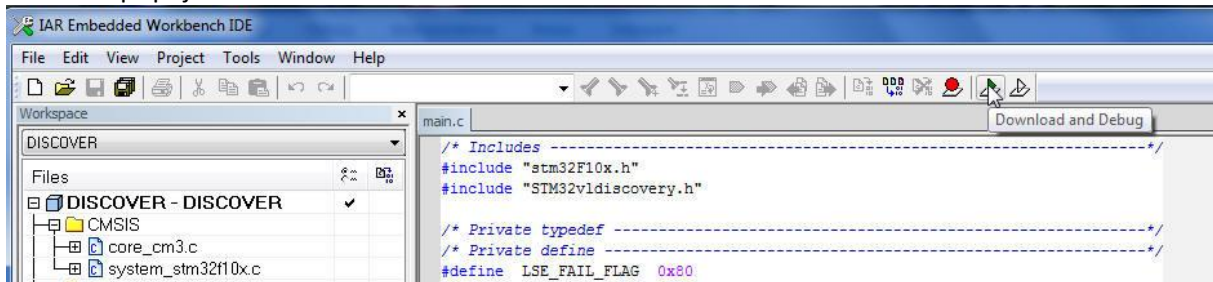 IAR Embedded Workbench IDE
File Edit View Project Tools Window Help
Workspace
DISCOVER
Files
DISCOVER - DISCOVER
CMSIS
core_cm3.c
system_stm32f10x.c
main.c
Download and Debug
/* Includes ------------------------------------------------------------------*/
#include "stm32F10x.h"
#include "STM32vldiscovery.h"
/* Private typedef -----------------------------------------------------------*/
/* Private define ------------------------------------------------------------*/
#define LSE_FAIL_FLAG 0x80